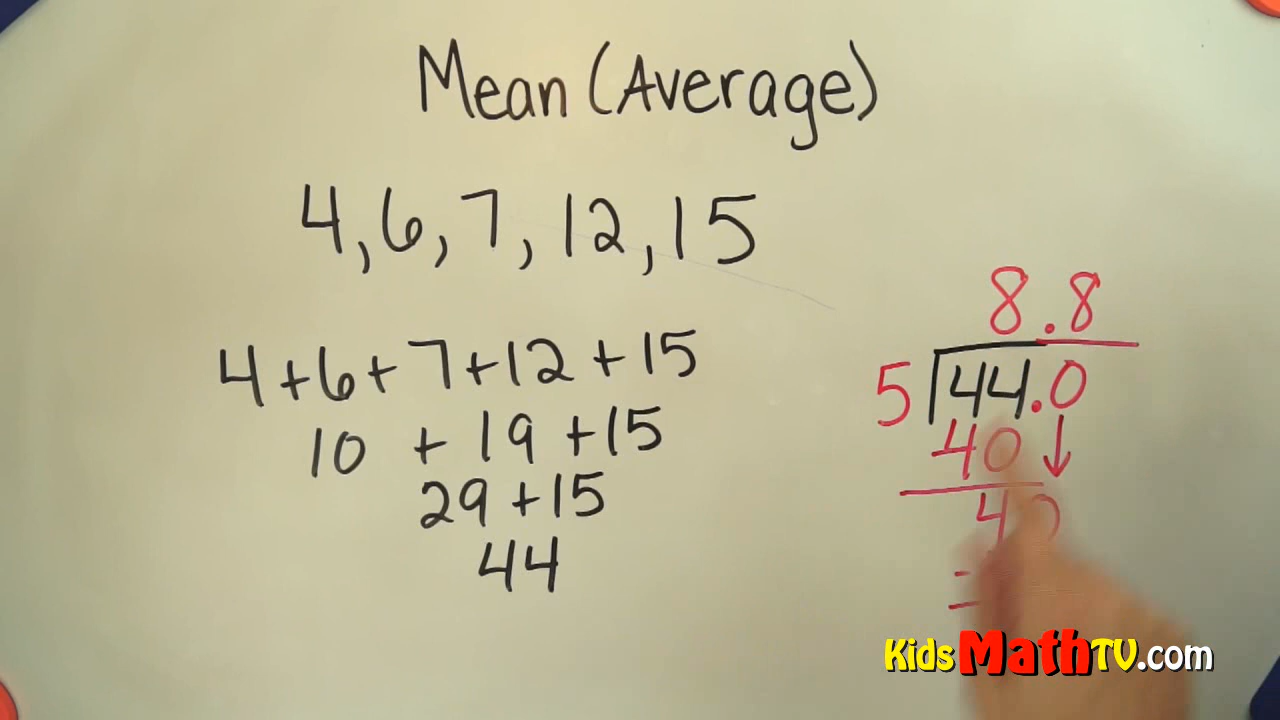 Mean (Average)
4, 6, 7, 12, 15
4 + 6 + 7 + 12 + 15
10 + 19 + 15
29 + 15
44
8.8
5 44.0
40
40
KidsMathTV.com